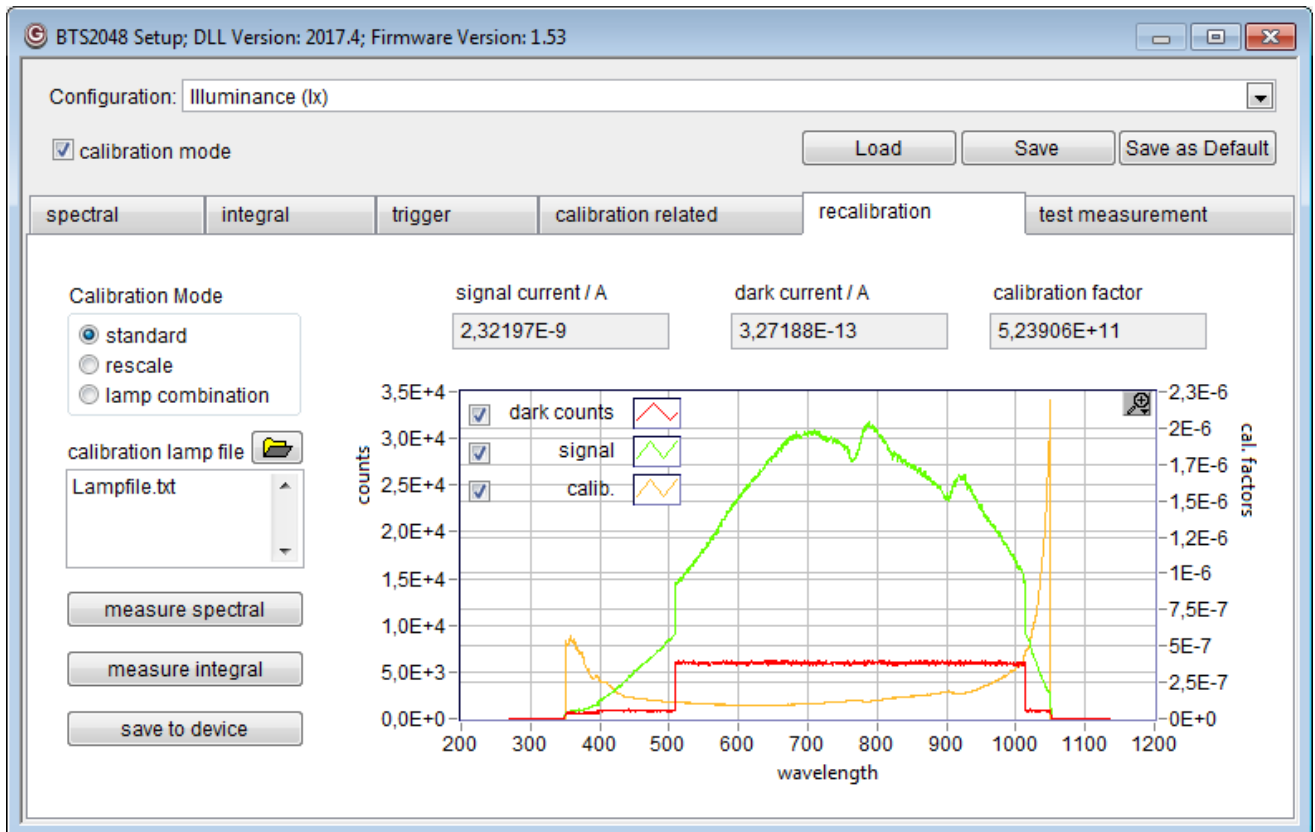 BTS2048 Setup; DLL Version: 2017.4; Firmware Version: 1.53
Configuration: Illuminance (lx)
calibration mode
Load Save Save as Default
spectral integral trigger calibration related recalibration test measurement
Calibration Mode
standard
rescale
lamp combination
signal current / A dark current / A calibration factor
2,32197E-9 3,27188E-13 5,23906E+11
calibration lamp file
Lampfile.txt
measure spectral
measure integral
save to device
counts
3,5E+4
3,0E+4
2,5E+4
2,0E+4
1,5E+4
1,0E+4
5,0E+3
0,0E+0
dark counts
signal
calib.
2,3E-6
2E-6
1,7E-6
1,5E-6
1,2E-6
1E-6
7,5E-7
5E-7
2,5E-7
0E+0
cal. factors
200 300 400 500 600 700 800 900 1000 1100 1200
wavelength